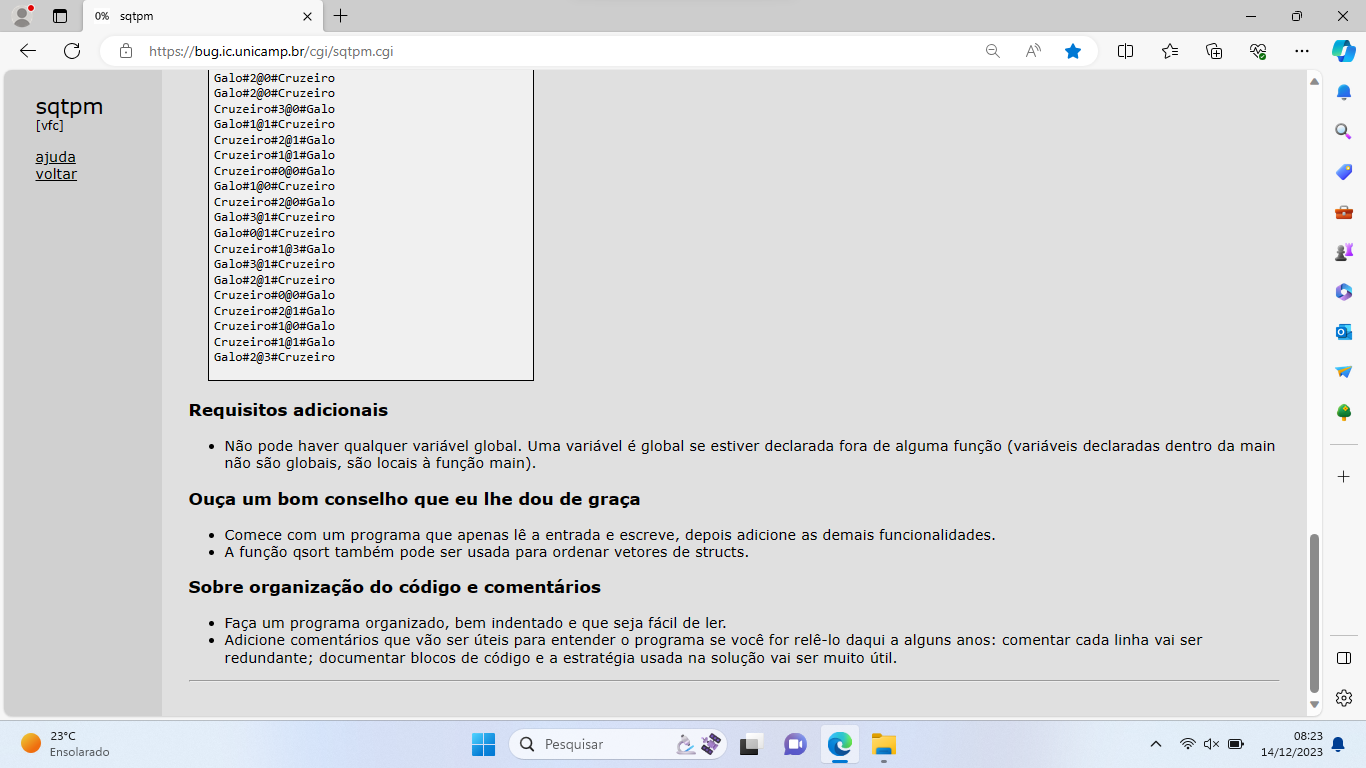 0% sqtpm
https://bug.ic.unicamp.br/cgi/sqtpm.cgi
sqtpm
[vfc]
ajuda
voltar
Galo#2@0#Cruzeiro
Galo#2@0#Cruzeiro
Cruzeiro#3@0#Galo
Galo#1@1#Cruzeiro
Cruzeiro#2@1#Galo
Cruzeiro#1@1#Galo
Cruzeiro#0@0#Galo
Galo#1@0#Cruzeiro
Cruzeiro#2@0#Galo
Galo#3@1#Cruzeiro
Galo#0@1#Cruzeiro
Cruzeiro#1@3#Galo
Galo#3@1#Cruzeiro
Galo#2@1#Cruzeiro
Cruzeiro#0@0#Galo
Cruzeiro#2@1#Galo
Cruzeiro#1@0#Galo
Cruzeiro#1@1#Galo
Galo#2@3#Cruzeiro
Requisitos adicionais
• Não pode haver qualquer variável global. Uma variável é global se estiver declarada fora de alguma função (variáveis declaradas dentro da main
não são globais, são locais à função main).
Ouça um bom conselho que eu lhe dou de graça
• Comece com um programa que apenas lê a entrada e escreve, depois adicione as demais funcionalidades.
• A função qsort também pode ser usada para ordenar vetores de structs.
Sobre organização do código e comentários
• Faça um programa organizado, bem indentado e que seja fácil de ler.
• Adicione comentários que vão ser úteis para entender o programa se você for relê-lo daqui a alguns anos: comentar cada linha vai ser
redundante; documentar blocos de código e a estratégia usada na solução vai ser muito útil.
23°C
Ensolarado
Pesquisar
08:23
14/12/2023